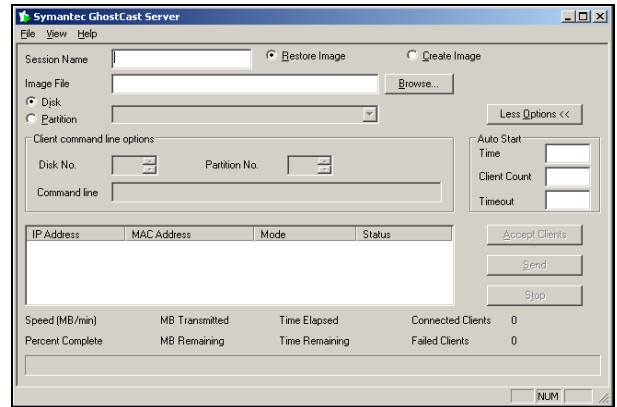 Symantec GhostCast Server
File View Help
Session Name Restore Image Create Image
Image File Browse...
Disk
Partition Less Options <<
Client command line options Auto Start
Time
Disk No. Partition No. Client Count
Command line Timeout
IP Address MAC Address Mode Status Accept Clients
Send
Stop
Speed (MB/min) MB Transmitted Time Elapsed Connected Clients 0
Percent Complete MB Remaining Time Remaining Failed Clients 0
NUM